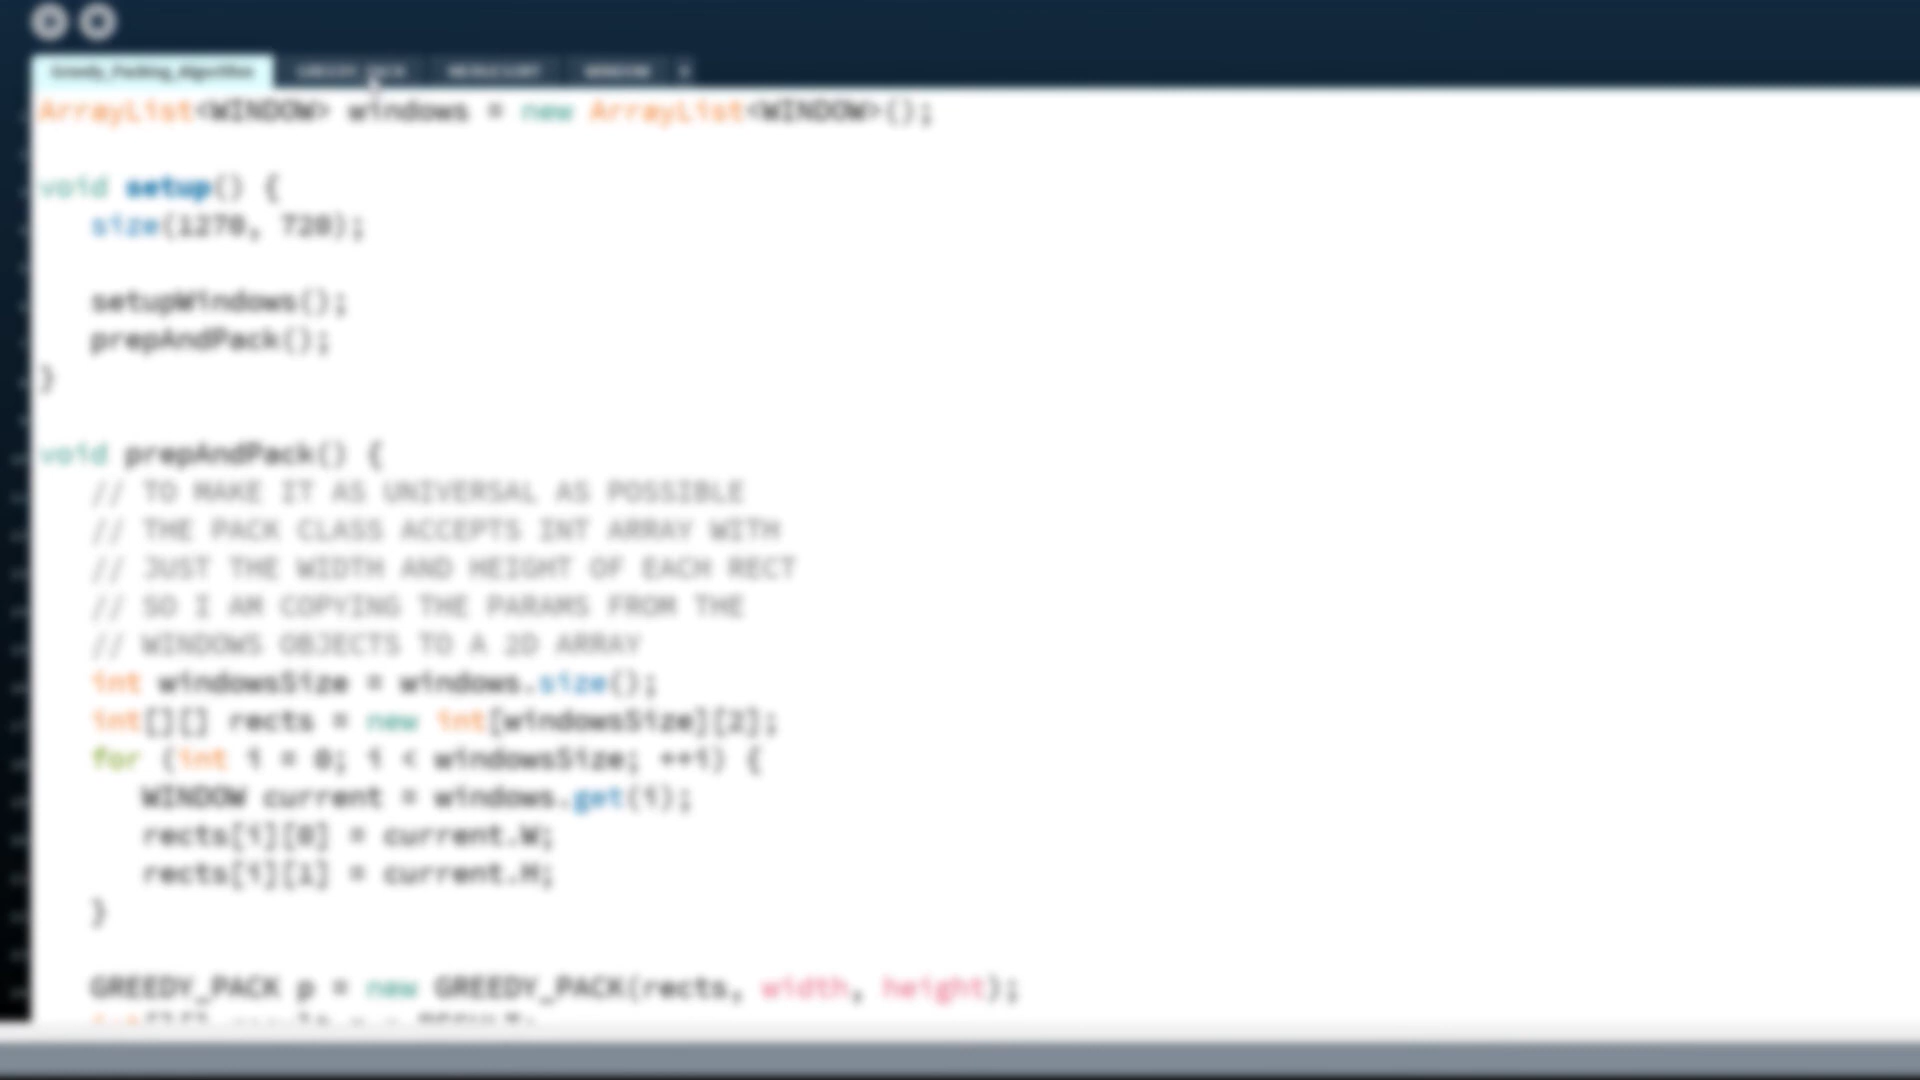 Greedy_Packing_Algorithm GREEDY_PACK MERGESORT WINDOW
ArrayList<WINDOW> windows = new ArrayList<WINDOW>();
void setup() {
size(1270, 720);
setupWindows();
prepAndPack();
}
void prepAndPack() {
// TO MAKE IT AS UNIVERSAL AS POSSIBLE
// THE PACK CLASS ACCEPTS INT ARRAY WITH
// JUST THE WIDTH AND HEIGHT OF EACH RECT
// SO I AM COPYING THE PARAMS FROM THE
// WINDOWS OBJECTS TO A 2D ARRAY
int windowsSize = windows.size();
int[][] rects = new int[windowsSize][2];
for (int i = 0; i < windowsSize; ++i) {
WINDOW current = windows.get(i);
rects[i][0] = current.W;
rects[i][1] = current.H;
}
GREEDY_PACK p = new GREEDY_PACK(rects, width, height);